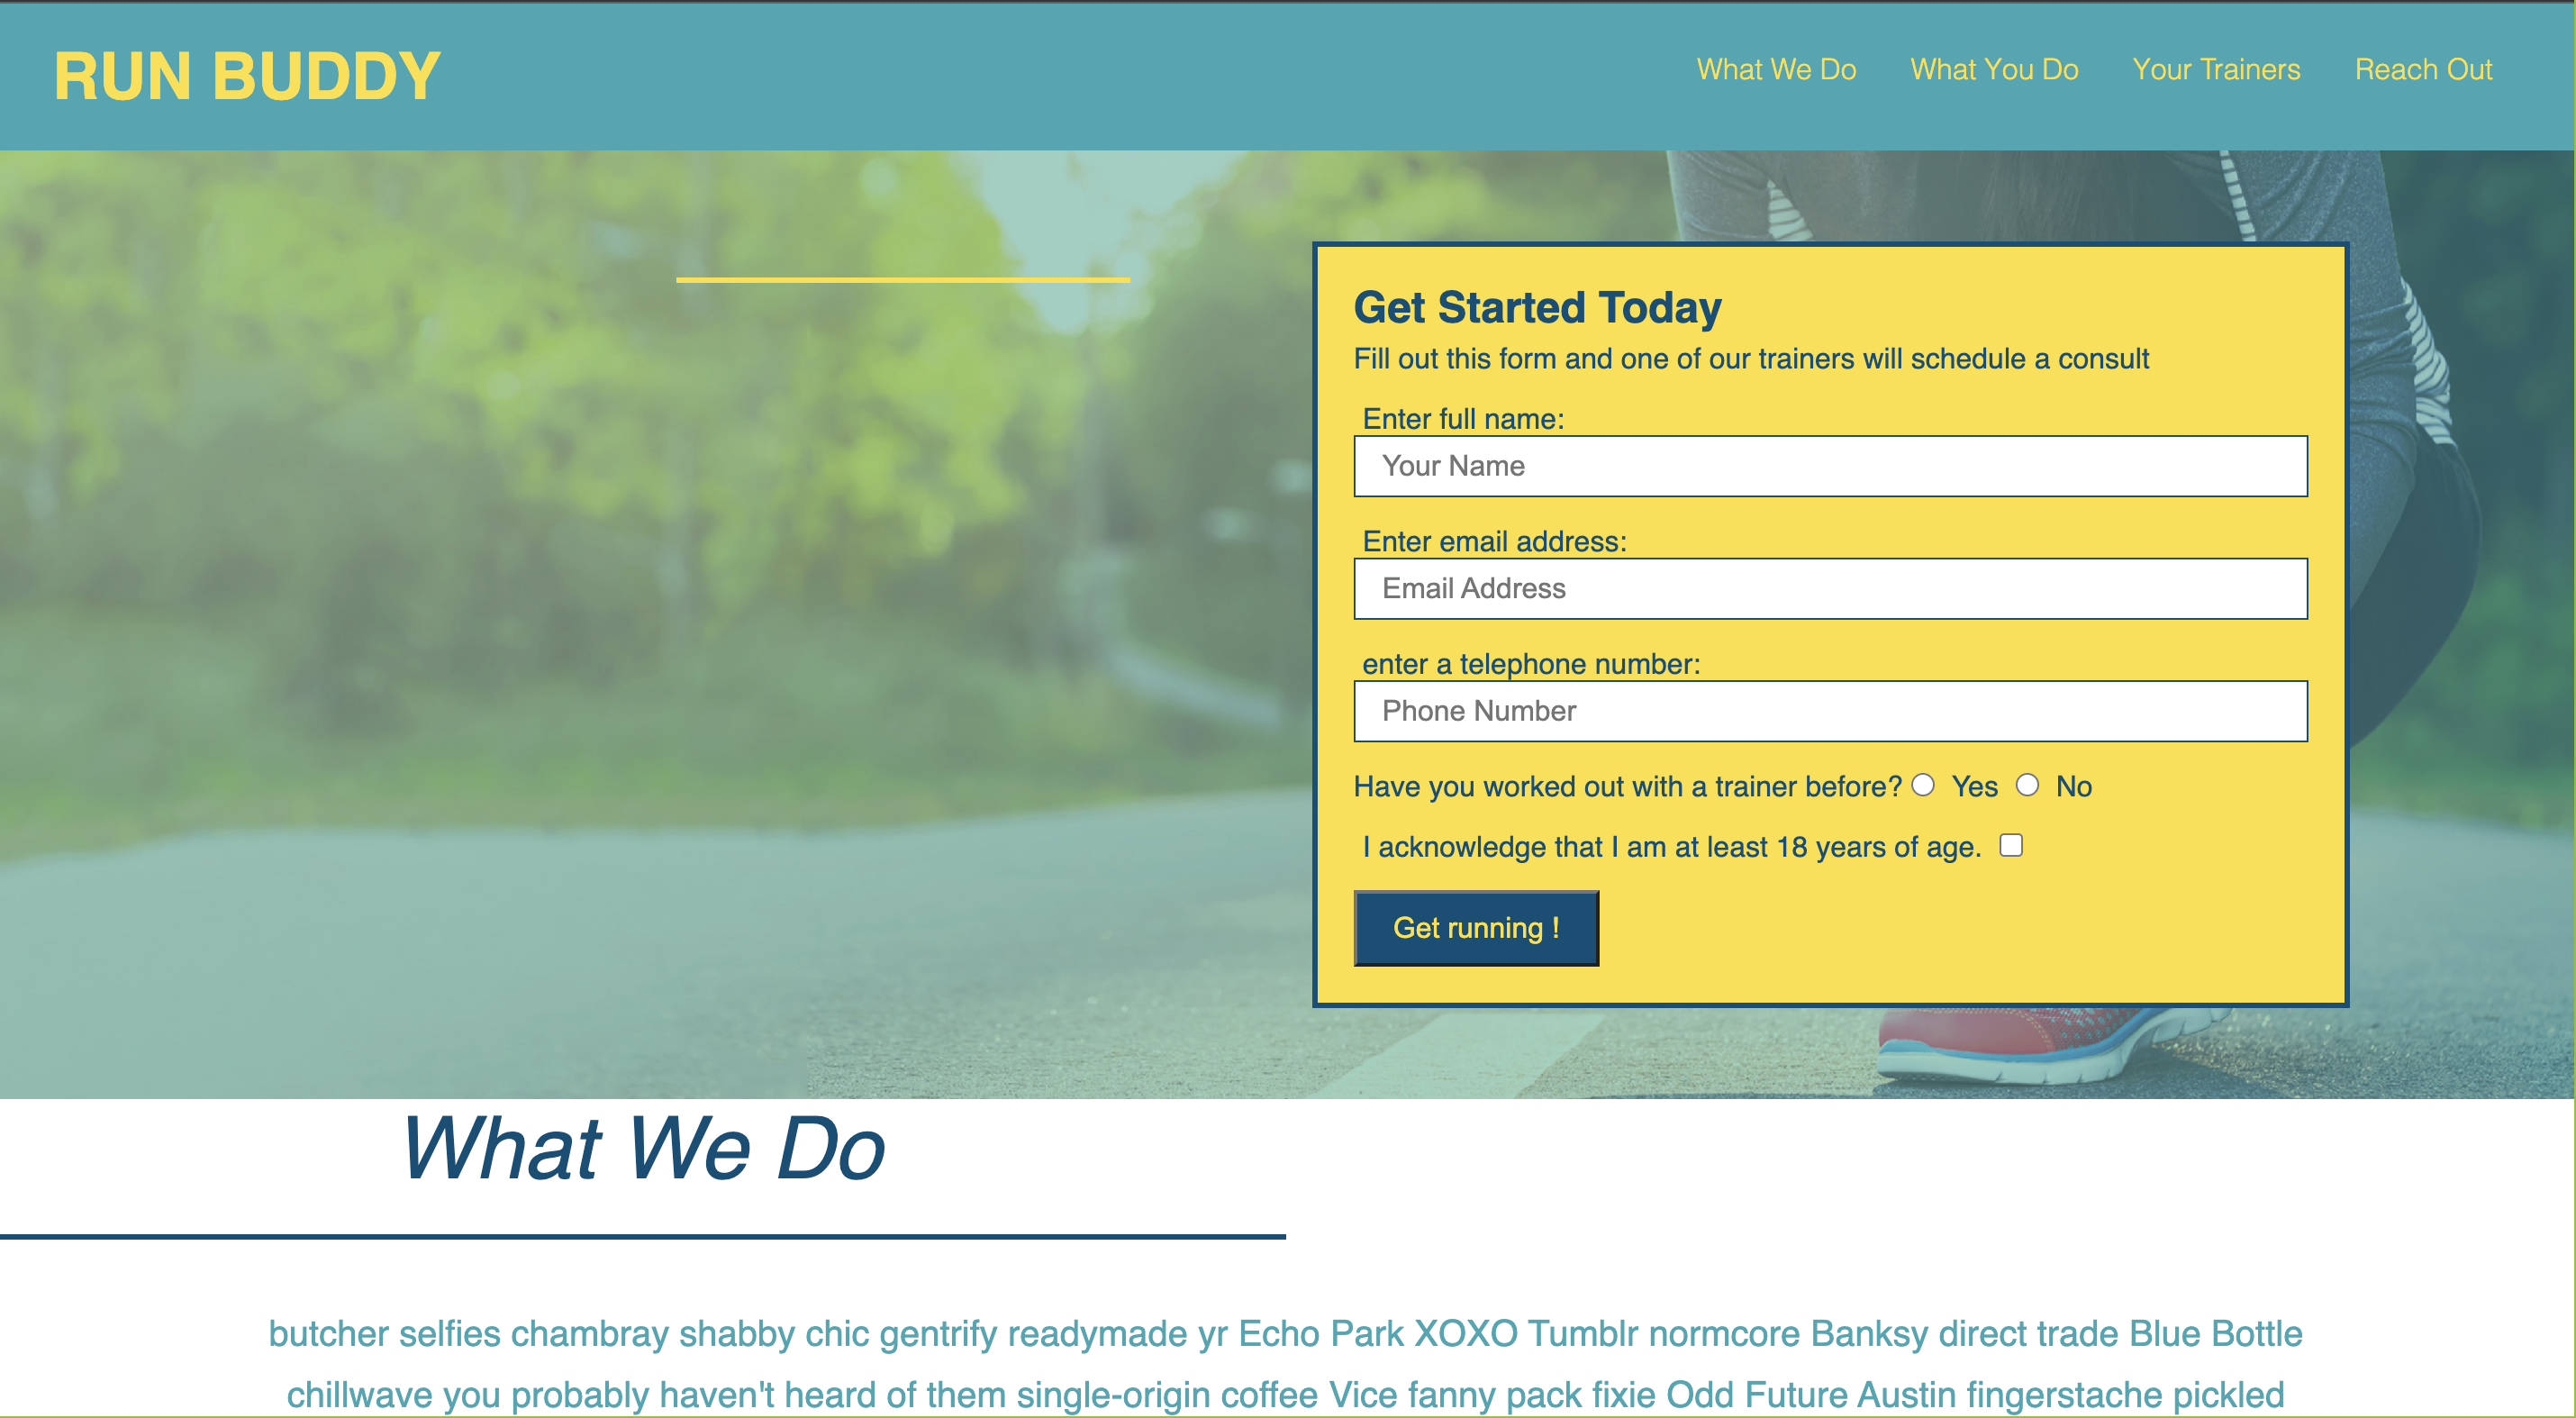 RUN BUDDY
What We Do What You Do Your Trainers Reach Out
Get Started Today
Fill out this form and one of our trainers will schedule a consult
Enter full name:
Your Name
Enter email address:
Email Address
enter a telephone number:
Phone Number
Have you worked out with a trainer before? Yes No
I acknowledge that I am at least 18 years of age.
Get running !
What We Do
butcher selfies chambray shabby chic gentrify readymade yr Echo Park XOXO Tumblr normcore Banksy direct trade Blue Bottle
chillwave you probably haven't heard of them single-origin coffee Vice fanny pack fixie Odd Future Austin fingerstache pickled